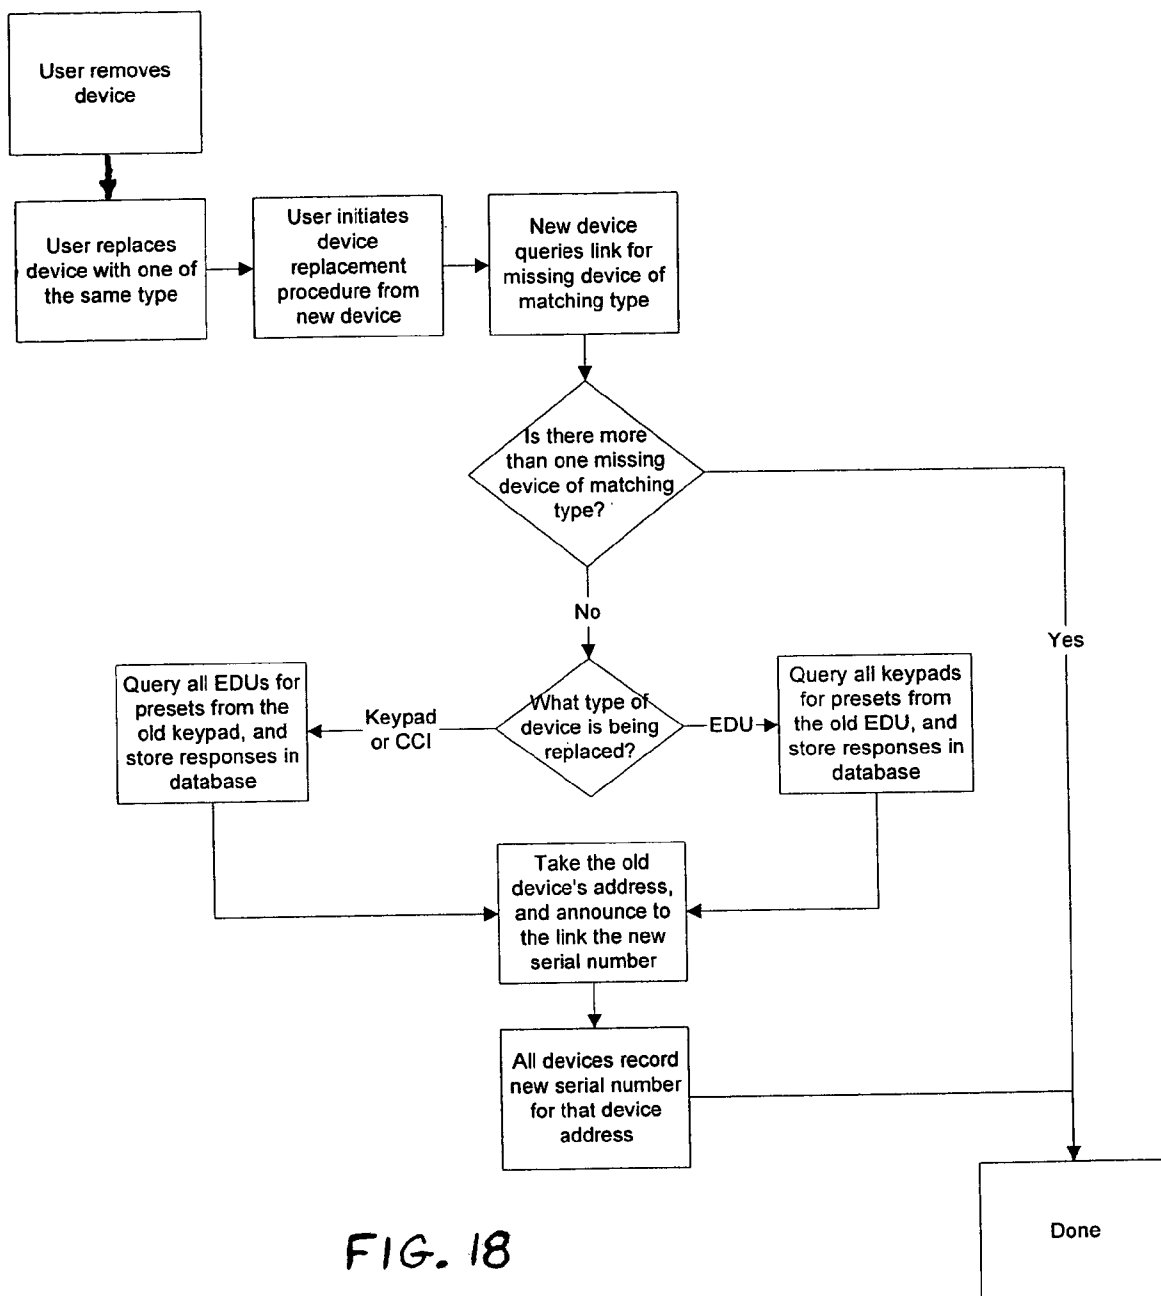 User removes
device
User replaces
device with one of
the same type
User initiates
device
replacement
procedure from
new device
New device
queries link for
missing device of
matching type
Is there more
than one missing
device of matching
type?
No
Yes
What type of
device is being
replaced?
Keypad
or CCI
EDU
Query all EDUs for
presets from the
old keypad, and
store responses in
database
Query all keypads
for presets from
the old EDU, and
store responses in
database
Take the old
device's address,
and announce to
the link the new
serial number
All devices record
new serial number
for that device
address
Done
FIG. 18